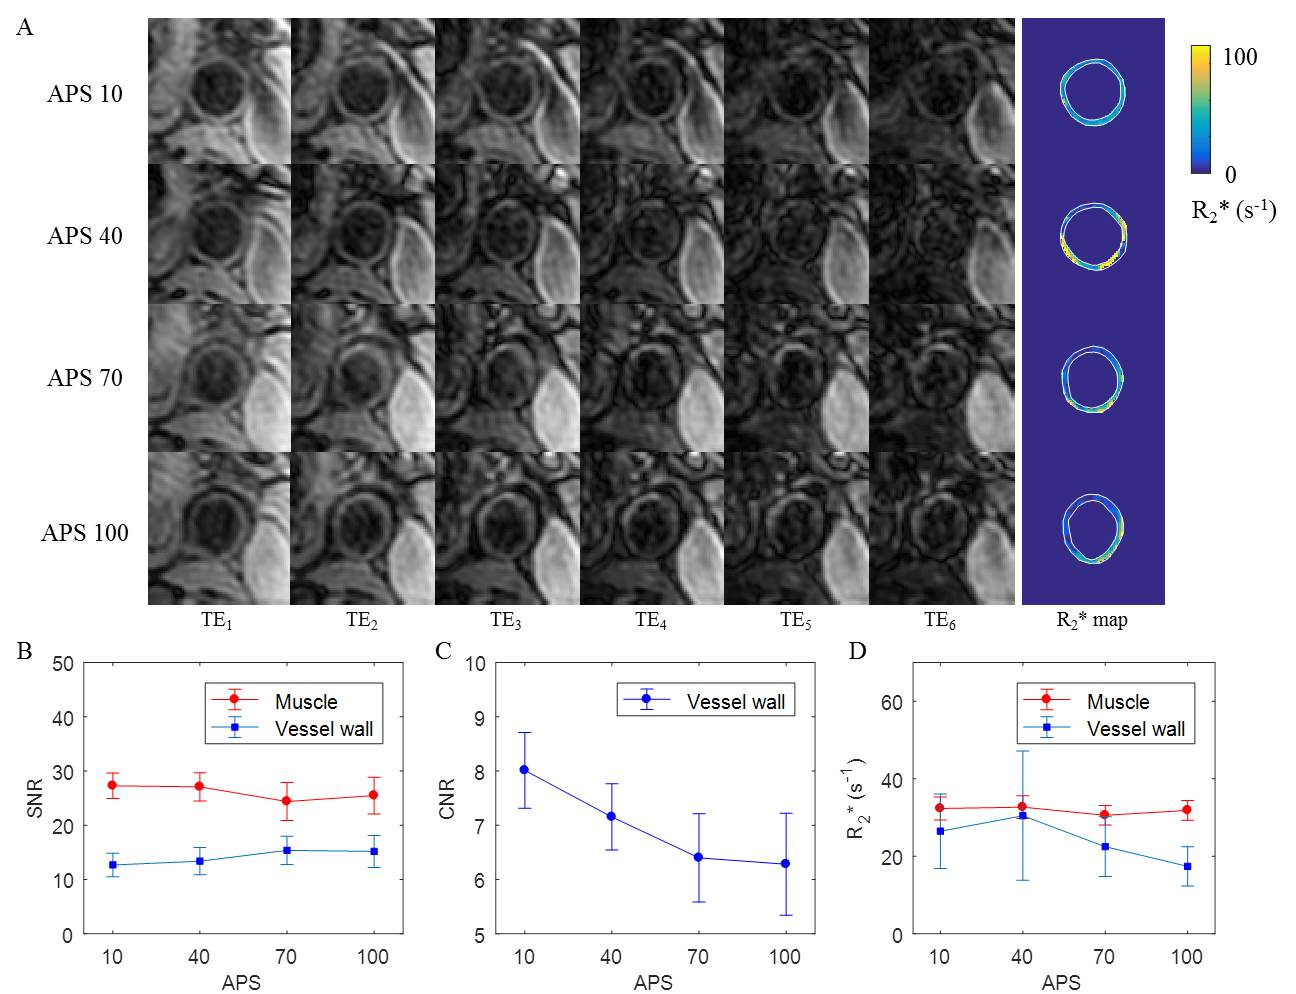 A
APS 10
APS 40
APS 70
APS 100
TE1
TE2
TE3
TE4
TE5
TE6
R2* map
100
0
R2* (s-1)
B
50
40
30
20
10
0
SNR
Muscle
Vessel wall
10 40 70 100
APS
C
10
9
8
7
6
5
CNR
Vessel wall
10 40 70 100
APS
D
60
40
20
0
R2* (s-1)
Muscle
Vessel wall
10 40 70 100
APS